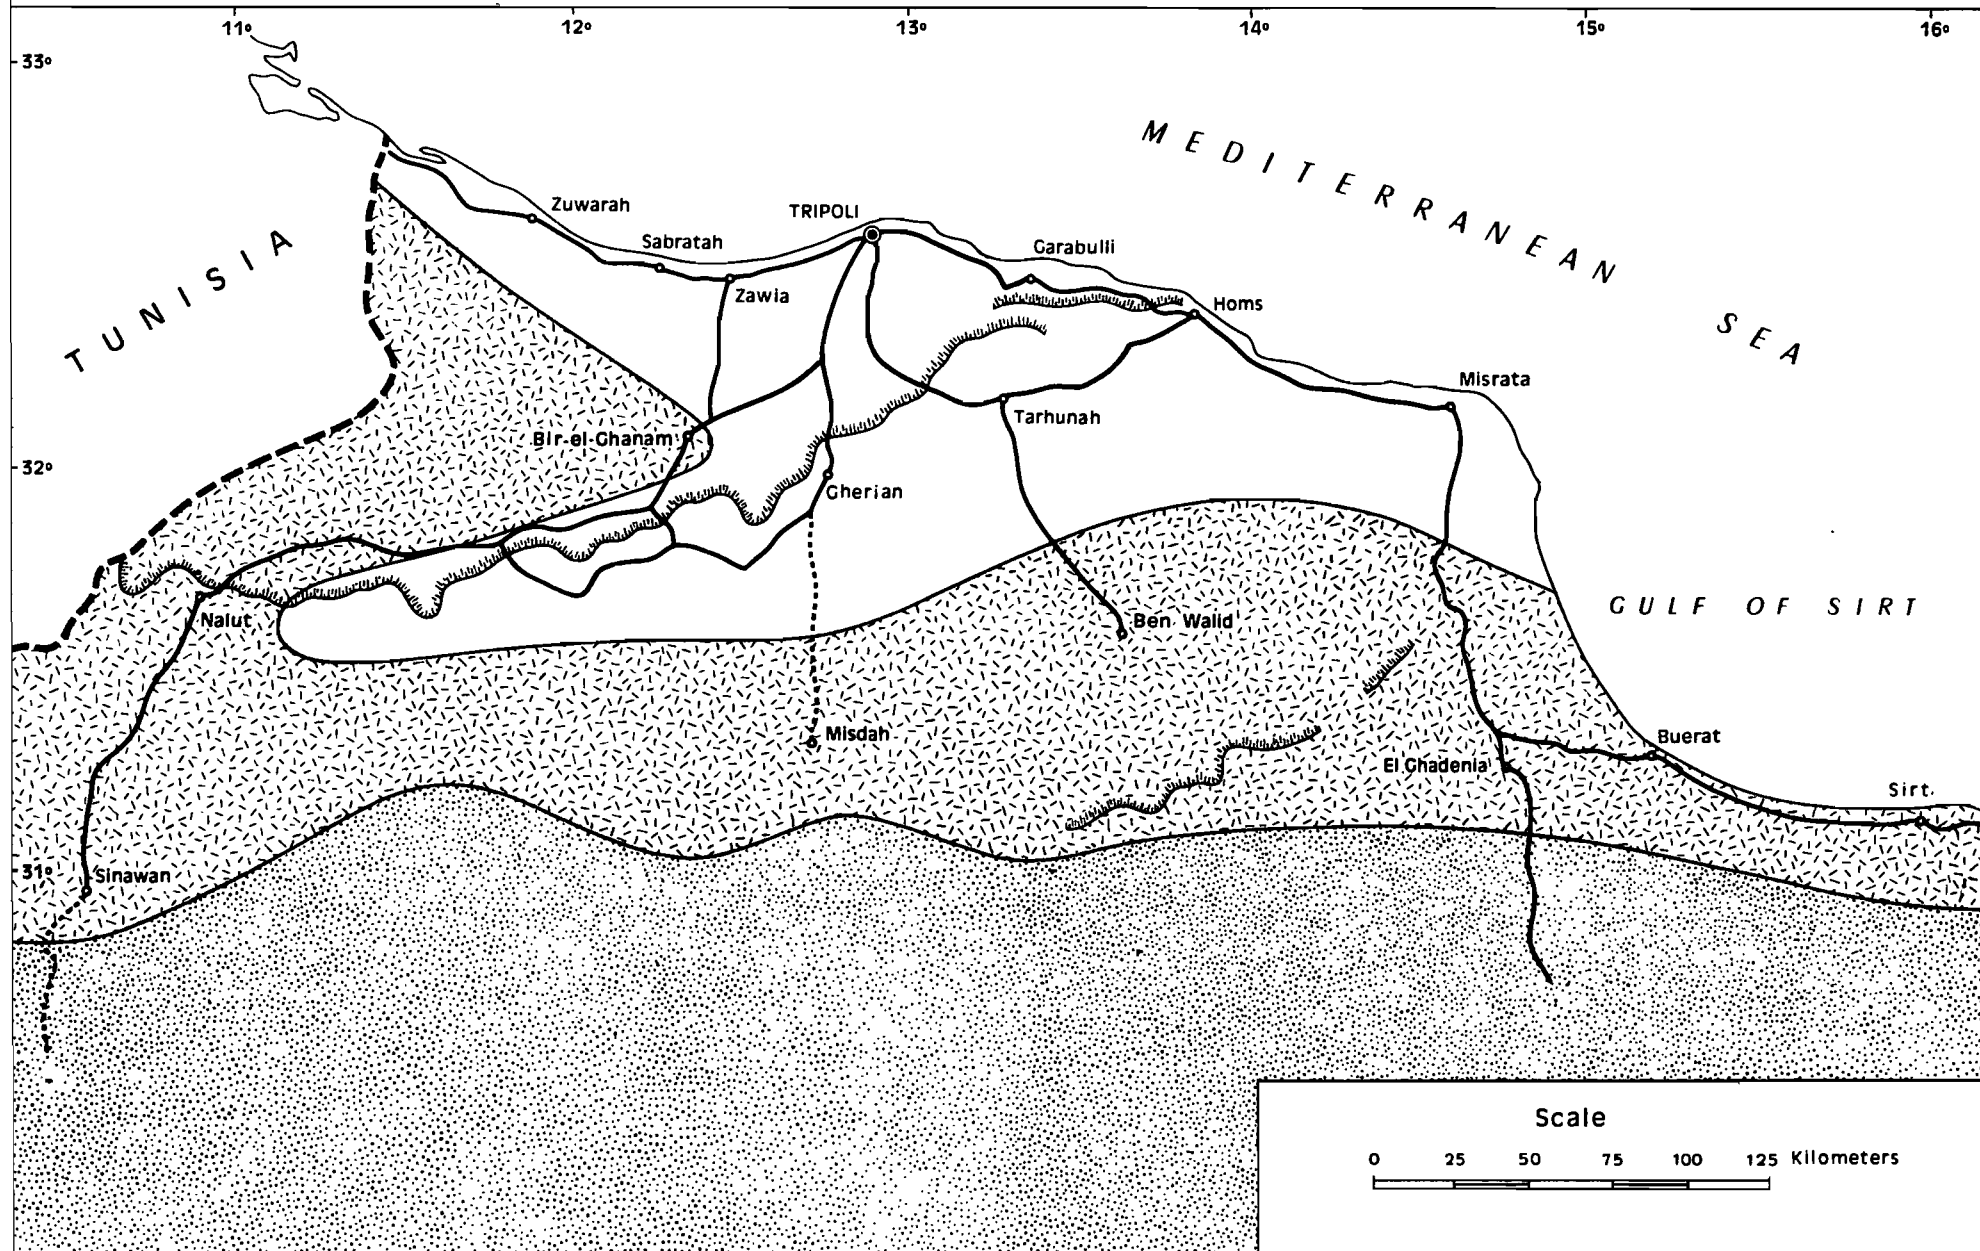 11° 12° 13° 14° 15° 16°
33°
MEDITERRANEAN SEA
TUNISIA
Zuwarah
TRIPOLI
Sabratah
Garabulli
Zawia
Homs
Misrata
Tarhunah
Bir-el-Ghanam
32°
Gherian
GULF OF SIRT
Nalut
Ben Walid
Misdah
Buerat
El Ghadenia
Sirt.
31°
Sinawan
Scale
0 25 50 75 100 125 Kilometers